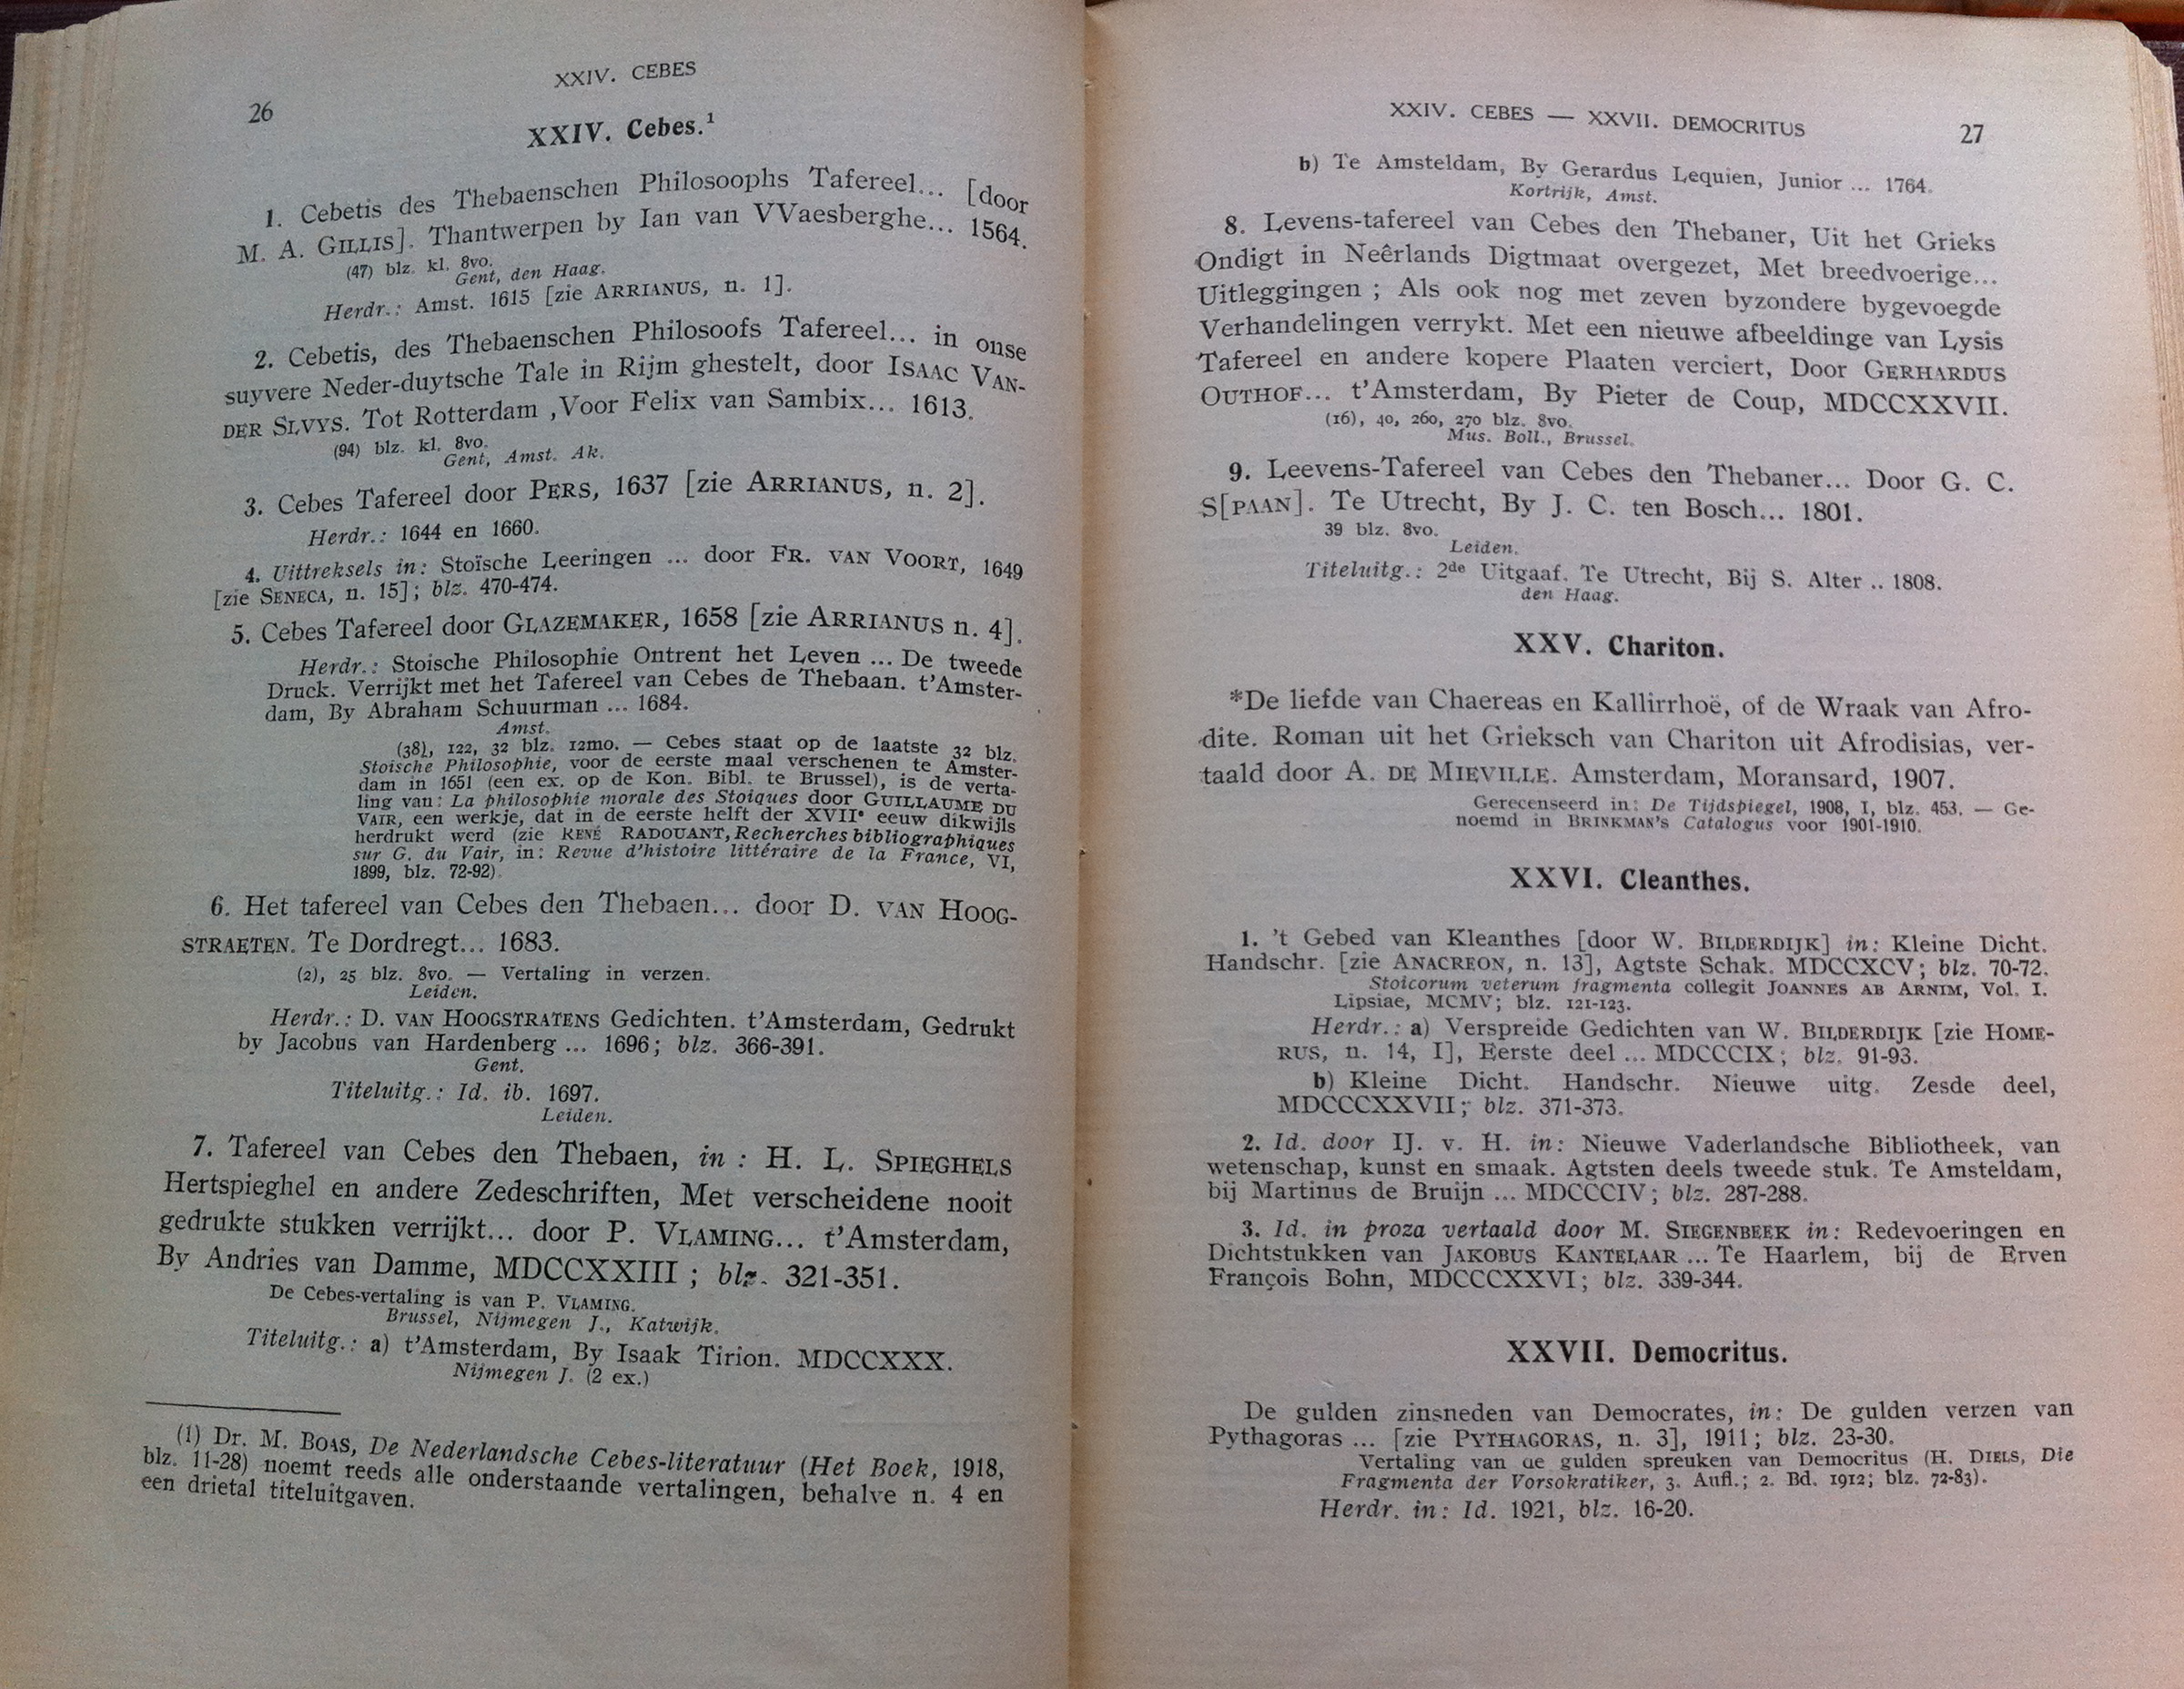 XXIV. CEBES
26
XXIV. Cebes.¹
1. Cebetis des Thebaenschen Philosoophs Tafereel... [door
M. A. GILLIS]. Thantwerpen by Ian van VVaesberghe... 1564.
(47) blz. kl. 8vo.
Gent, den Haag.
Herdr.: Amst. 1615 [zie ARRIANUS, n. 1].
2. Cebetis, des Thebaenschen Philosoofs Tafereel... in onse
suyvere Neder-duytsche Tale in Rijm ghestelt, door ISAAC VAN-
DER SLVYS. Tot Rotterdam ,Voor Felix van Sambix... 1613.
(94) blz. kl. 8vo.
Gent, Amst. Ak.
3. Cebes Tafereel door PERS, 1637 [zie ARRIANUS, n. 2].
Herdr.: 1644 en 1660.
4. Uittreksels in: Stoïsche Leeringen ... door FR. VAN VOORT, 1649
[zie SENECA, n. 15]; blz. 470-474.
5. Cebes Tafereel door GLAZEMAKER, 1658 [zie ARRIANUS n. 4].
Herdr.: Stoische Philosophie Ontrent het Leven ... De tweede
Druck. Verrijkt met het Tafereel van Cebes de Thebaan. t'Amster-
dam, By Abraham Schuurman ... 1684.
Amst.
(38), 122, 32 blz. 12mo. — Cebes staat op de laatste 32 blz.
Stoische Philosophie, voor de eerste maal verschenen te Amster-
dam in 1651 (een ex. op de Kon. Bibl. te Brussel), is de verta-
ling van: La philosophie morale des Stoiques door GUILLAUME DU
VAIR, een werkje, dat in de eerste helft der XVIIe eeuw dikwijls
herdrukt werd (zie RENÉ RADOUANT, Recherches bibliographiques
sur G. du Vair, in: Revue d'histoire littéraire de la France, VI,
1899, blz. 72-92).
6. Het tafereel van Cebes den Thebaen... door D. VAN HOOG-
STRAETEN. Te Dordregt... 1683.
(2), 25 blz. 8vo. — Vertaling in verzen.
Leiden.
Herdr.: D. VAN HOOGSTRATENS Gedichten. t'Amsterdam, Gedrukt
by Jacobus van Hardenberg ... 1696; blz. 366-391.
Gent.
Titeluitg.: Id. ib. 1697.
Leiden.
7. Tafereel van Cebes den Thebaen, in : H. L. SPIEGHELS
Hertspieghel en andere Zedeschriften, Met verscheidene nooit
gedrukte stukken verrijkt... door P. VLAMING... t'Amsterdam,
By Andries van Damme, MDCCXXIII ; blz. 321-351.
De Cebes-vertaling is van P. VLAMING.
Brussel, Nijmegen J., Katwijk.
Titeluitg.: a) t'Amsterdam, By Isaak Tirion. MDCCXXX.
Nijmegen J. (2 ex.)
(1) Dr. M. BOAS, De Nederlandsche Cebes-literatuur (Het Boek, 1918,
blz. 11-28) noemt reeds alle onderstaande vertalingen, behalve n. 4 en
een drietal titeluitgaven.
XXIV. CEBES — XXVII. DEMOCRITUS
27
b) Te Amsteldam, By Gerardus Lequien, Junior ... 1764.
Kortrijk, Amst.
8. Levens-tafereel van Cebes den Thebaner, Uit het Grieks
Ondigt in Neêrlands Digtmaat overgezet, Met breedvoerige...
Uitleggingen ; Als ook nog met zeven byzondere bygevoegde
Verhandelingen verrykt. Met een nieuwe afbeeldinge van Lysis
Tafereel en andere kopere Plaaten verciert, Door GERHARDUS
OUTHOF... t'Amsterdam, By Pieter de Coup, MDCCXXVII.
(16), 40, 260, 270 blz. 8vo.
Mus. Boll., Brussel.
9. Leevens-Tafereel van Cebes den Thebaner... Door G. C.
S[PAAN]. Te Utrecht, By J. C. ten Bosch... 1801.
39 blz. 8vo.
Leiden.
Titeluitg.: 2de Uitgaaf. Te Utrecht, Bij S. Alter .. 1808.
den Haag.
XXV. Chariton.
*De liefde van Chaereas en Kallirrhoë, of de Wraak van Afro-
dite. Roman uit het Grieksch van Chariton uit Afrodisias, ver-
taald door A. DE MIEVILLE. Amsterdam, Moransard, 1907.
Gerecenseerd in: De Tijdspiegel, 1908, I, blz. 453. — Ge-
noemd in BRINKMAN'S Catalogus voor 1901-1910.
XXVI. Cleanthes.
1. 't Gebed van Kleanthes [door W. BILDERDIJK] in: Kleine Dicht.
Handschr. [zie ANACREON, n. 13], Agtste Schak. MDCCXCV; blz. 70-72.
Stoicorum veterum fragmenta collegit JOANNES AB ARNIM, Vol. I.
Lipsiae, MCMV; blz. 121-123.
Herdr.: a) Verspreide Gedichten van W. BILDERDIJK [zie HOME-
RUS, n. 14, I], Eerste deel ... MDCCCIX; blz. 91-93.
b) Kleine Dicht. Handschr. Nieuwe uitg. Zesde deel,
MDCCCXXVII; blz. 371-373.
2. Id. door IJ. v. H. in: Nieuwe Vaderlandsche Bibliotheek, van
wetenschap, kunst en smaak. Agtsten deels tweede stuk. Te Amsteldam,
bij Martinus de Bruijn ... MDCCCIV; blz. 287-288.
3. Id. in proza vertaald door M. SIEGENBEEK in: Redevoeringen en
Dichtstukken van JAKOBUS KANTELAAR ... Te Haarlem, bij de Erven
François Bohn, MDCCCXXVI; blz. 339-344.
XXVII. Democritus.
De gulden zinsneden van Democrates, in: De gulden verzen van
Pythagoras ... [zie PYTHAGORAS, n. 3], 1911; blz. 23-30.
Vertaling van de gulden spreuken van Democritus (H. DIELS, Die
Fragmenta der Vorsokratiker, 3. Aufl.; 2. Bd. 1912; blz. 72-83).
Herdr. in: Id. 1921, blz. 16-20.